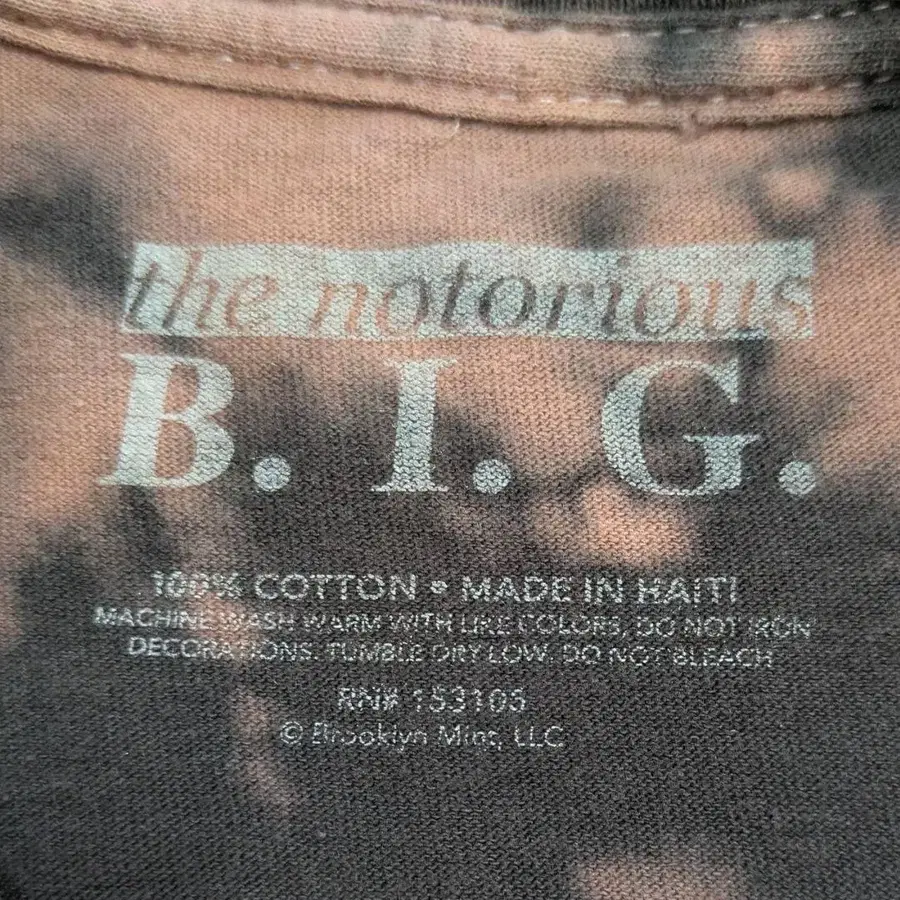 the notorious
B. I. G.
100% COTTON • MADE IN HAITI
MACHINE WASH WARM WITH LIKE COLORS, DO NOT IRON
DECORATIONS. TUMBLE DRY LOW. DO NOT BLEACH
RN# 153105
© Brooklyn Mint, LLC